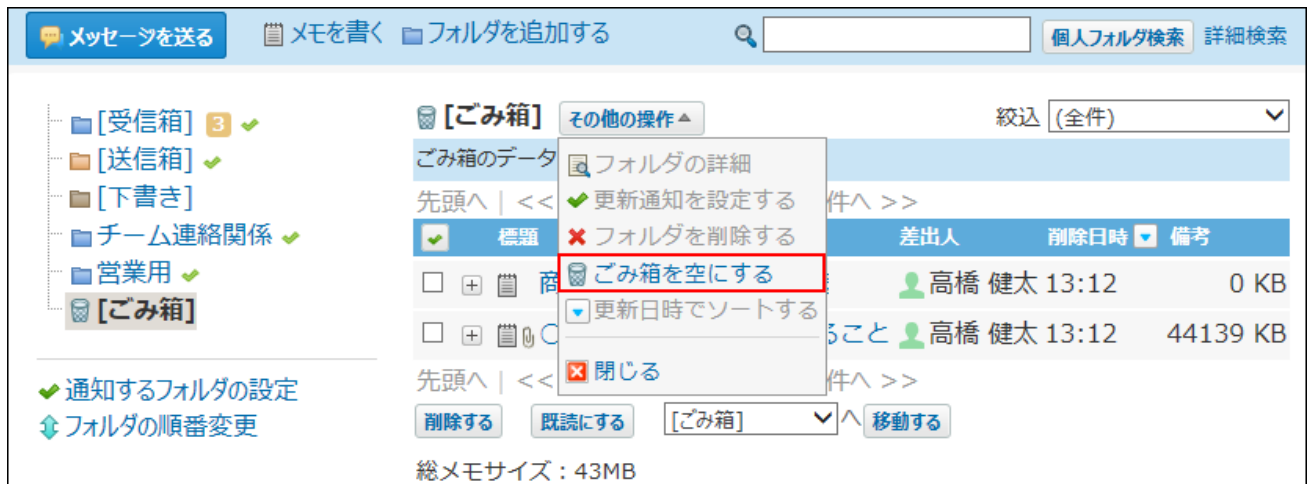 メッセージを送る メモを書く フォルダを追加する 個人フォルダ検索 詳細検索
[受信箱] 3
[送信箱]
[下書き]
チーム連絡関係
営業用
[ごみ箱]
通知するフォルダの設定
フォルダの順番変更
[ごみ箱] その他の操作 絞込 (全件)
ごみ箱のデータ
先頭へ | << 件へ >>
標題 差出人 削除日時 備考
商 高橋 健太 13:12 0 KB
ること 高橋 健太 13:12 44139 KB
フォルダの詳細
更新通知を設定する
フォルダを削除する
ごみ箱を空にする
更新日時でソートする
閉じる
先頭へ | << 件へ >>
削除する 既読にする [ごみ箱] へ 移動する
総メモサイズ : 43MB